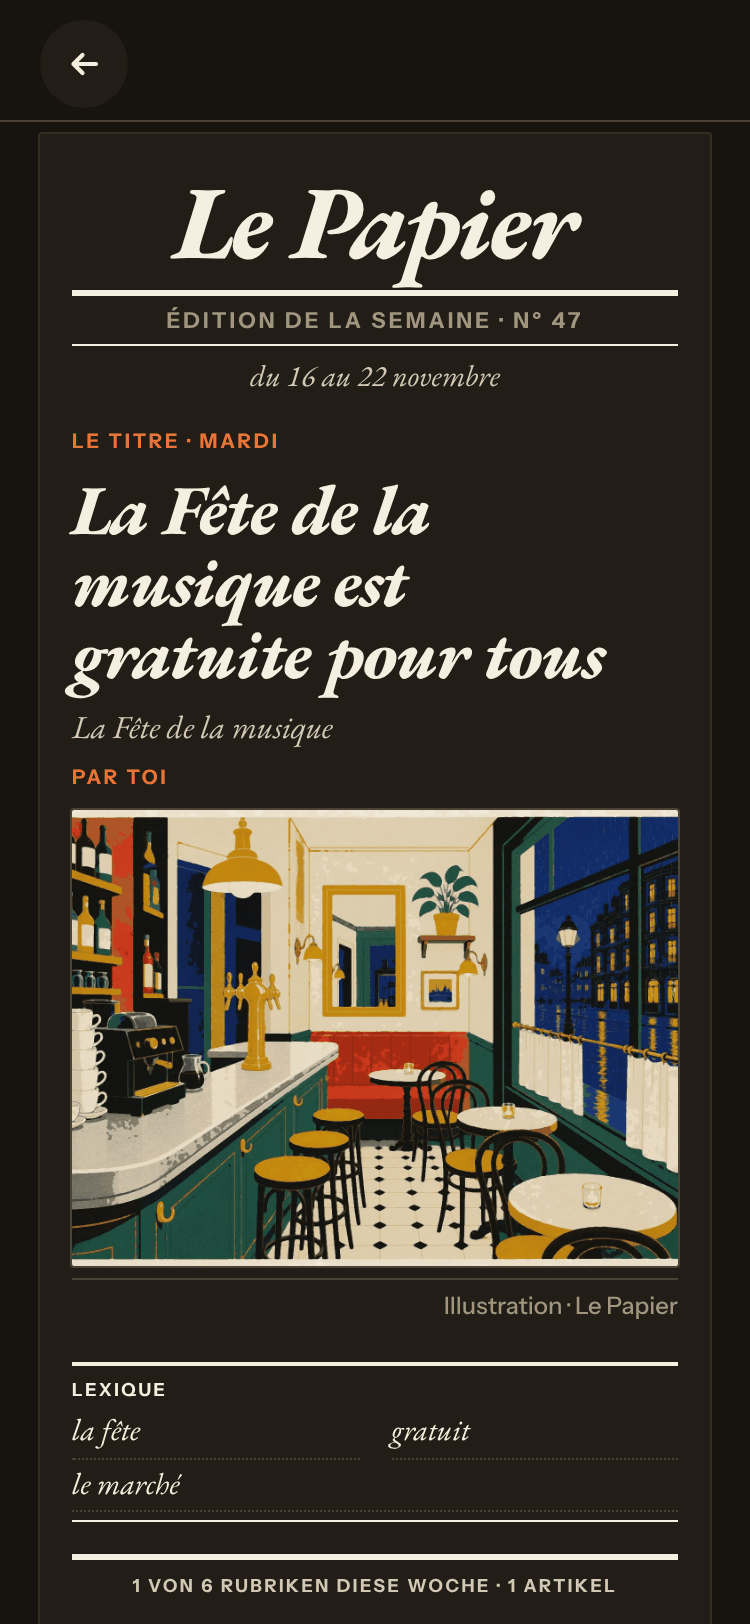 Le Papier
ÉDITION DE LA SEMAINE · N° 47
du 16 au 22 novembre
LE TITRE · MARDI
La Fête de la
musique est
gratuite pour tous
La Fête de la musique
PAR TOI
Illustration · Le Papier
LEXIQUE
la fête
gratuit
le marché
1 VON 6 RUBRIKEN DIESE WOCHE · 1 ARTIKEL